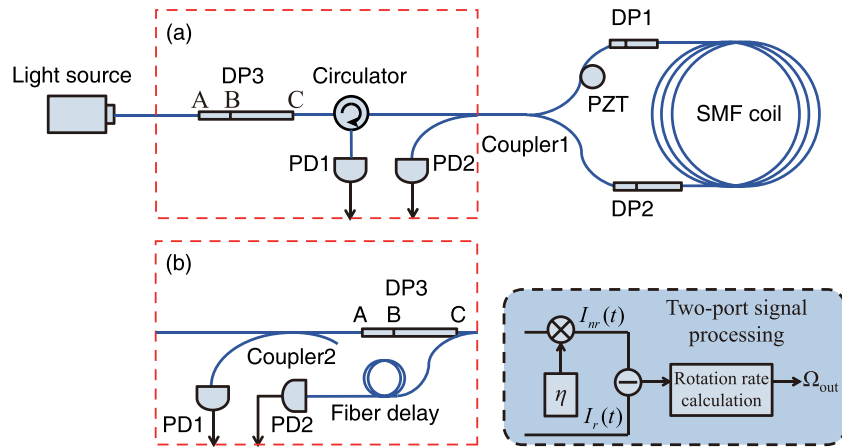 (a)
Light source
DP3
A B C
Circulator
PD1
PD2
Coupler1
PZT
DP1
SMF coil
DP2
(b)
DP3
A B C
Coupler2
PD1
PD2
Fiber delay
Two-port signal
processing
I_nr(t)
η
I_r(t)
Rotation rate
calculation
Ω_out